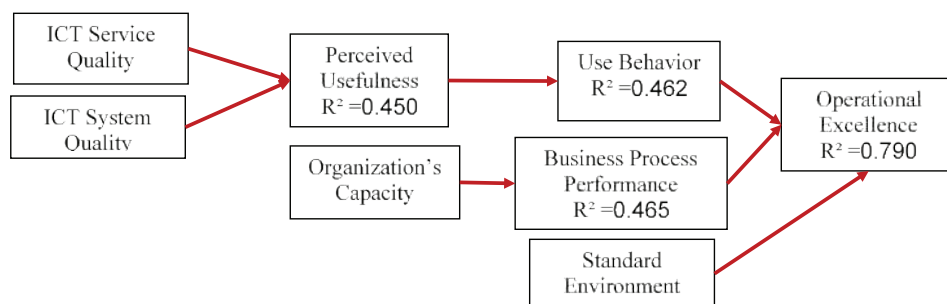 ICT Service
Quality
ICT System
Quality
Perceived
Usefulness
R² =0.450
Organization's
Capacity
Use Behavior
R² =0.462
Business Process
Performance
R² =0.465
Standard
Environment
Operational
Excellence
R² =0.790